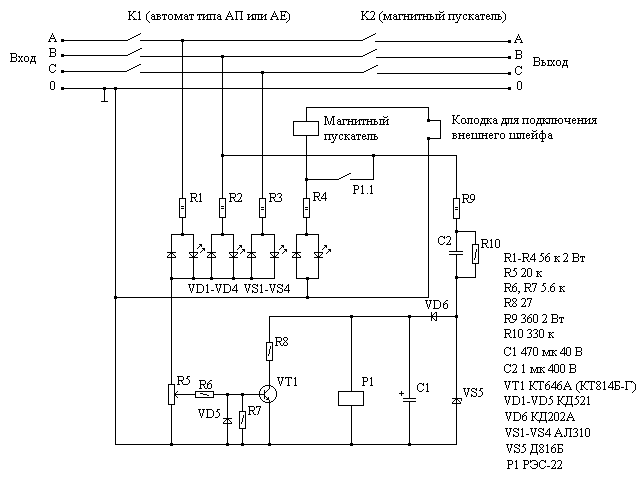 K1 (автомат типа АП или АЕ)
K2 (магнитный пускатель)
A
B
C
0
Вход
A
B
C
0
Выход
Магнитный
пускатель
Колодка для подключения
внешнего шлейфа
P1.1
R1
R2
R3
R4
R9
C2
R10
VD1-VD4
VS1-VS4
VD6
R8
R5
R6
VT1
VD5
R7
P1
+
C1
VS5
R1-R4 56 к 2 Вт
R5 20 к
R6, R7 5.6 к
R8 27
R9 360 2 Вт
R10 330 к
C1 470 мк 40 В
C2 1 мк 400 В
VT1 КТ646А (КТ814Б-Г)
VD1-VD5 КД521
VD6 КД202А
VS1-VS4 АЛ310
VS5 Д816Б
P1 РЭС-22